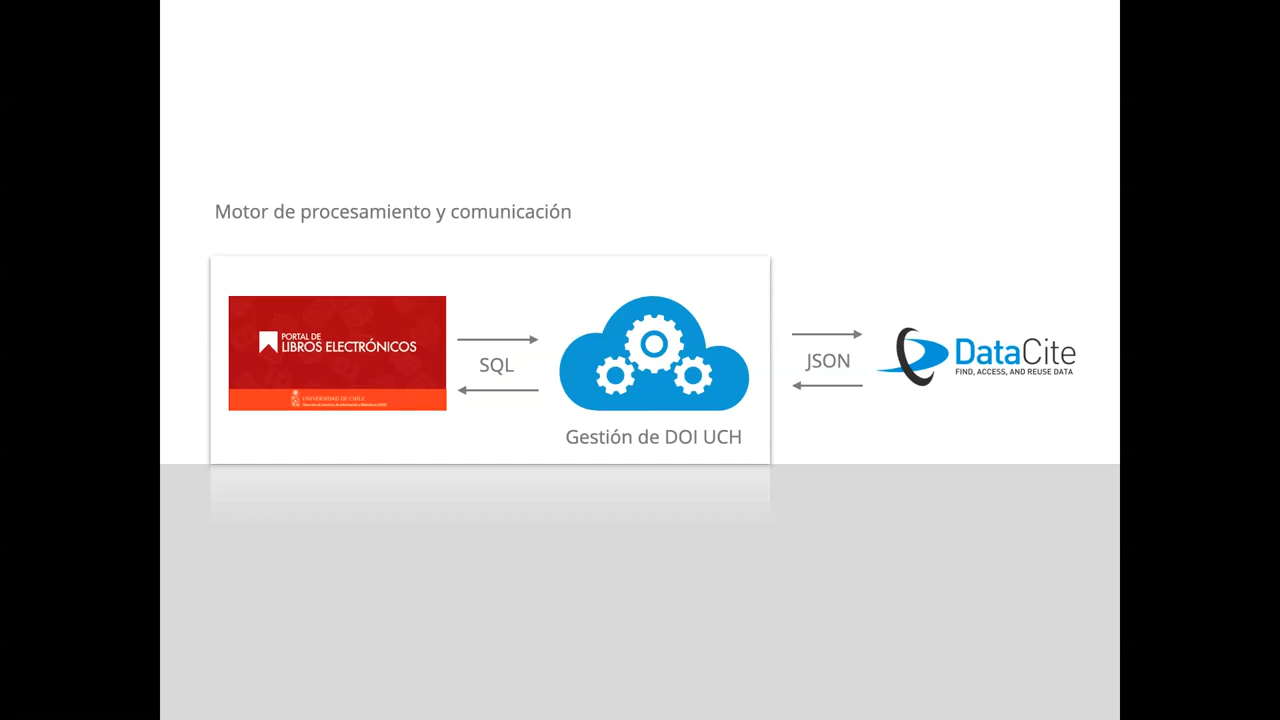 Motor de procesamiento y comunicación
PORTAL DE
LIBROS ELECTRÓNICOS
UNIVERSIDAD DE CHILE
SQL
Gestión de DOI UCH
JSON
DataCite
FIND, ACCESS, AND REUSE DATA